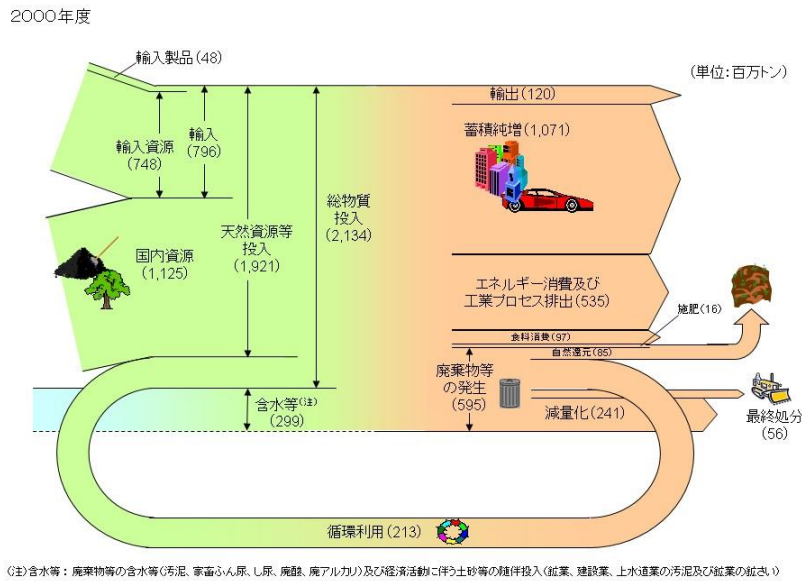 2000年度
輸入製品(48)
(単位：百万トン)
輸出(120)
蓄積純増(1,071)
輸入資源
(748)
輸入
(796)
総物質
投入
(2,134)
天然資源等
投入
(1,921)
国内資源
(1,125)
エネルギー消費及び
工業プロセス排出(535)
施肥(16)
食料消費(97)
自然還元(85)
廃棄物等
の発生
(595)
含水等(注)
(299)
減量化(241)
最終処分
(56)
循環利用(213)
(注)含水等：廃棄物等の含水等(汚泥、家畜ふん尿、し尿、廃酸、廃アルカリ)及び経済活動に伴う土砂等の随伴投入(鉱業、建設業、上水道業の汚泥及び鉱業の鉱さい)